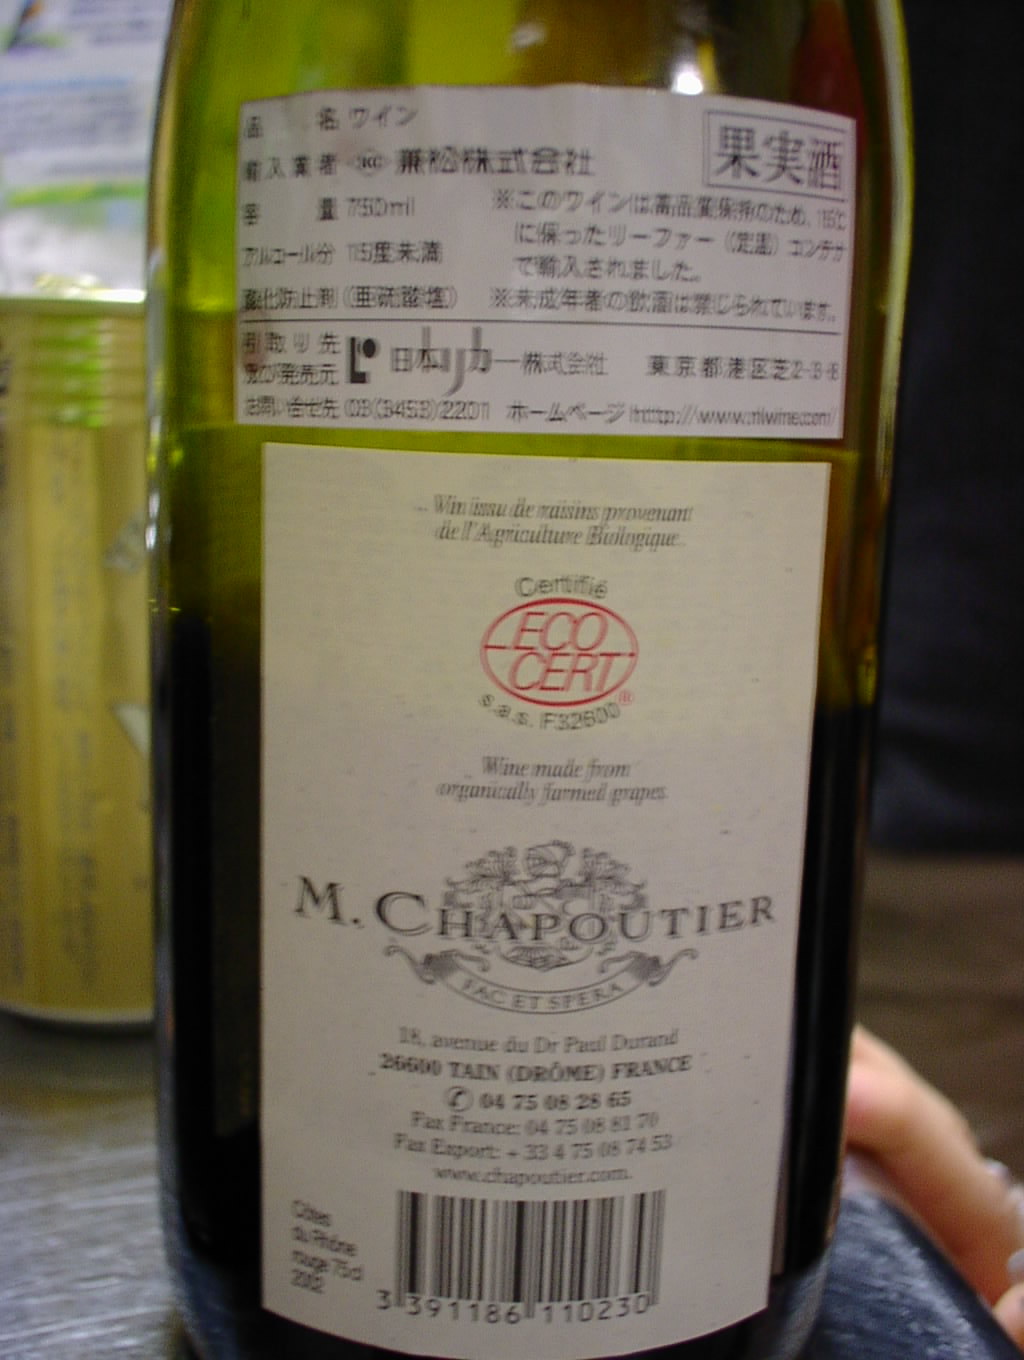 品名 ワイン
果実酒
輸入業者 KG 兼松株式会社
容量 750ml
アルコール分 15度未満
酸化防止剤(亜硫酸塩)
※このワインは高品質保持のため、15℃
に保ったリーファー(定温)コンテナ
で輸入されました。
※未成年者の飲酒は禁じられています。
引取り先
及び発売元
日本リカー株式会社 東京都港区芝2-3-8
お問い合せ先 (03(3453)2201 ホームページ http://www.nlwine.com/
Vin issu de raisins provenant
de l'Agriculture Biologique.
Certifié
ECO
CERT®
s.a.s. F32600
Wine made from
organically farmed grapes.
M. CHAPOUTIER
FAC ET SPERA
18, avenue du Dr Paul Durand
26600 TAIN (DRÔME) FRANCE
✆ 04 75 08 28 65
Fax France: 04 75 08 81 70
Fax Export: + 33 4 75 08 74 53
www.chapoutier.com.
Côtes
du Rhône
rouge 75cl
2002
3 391186 110230